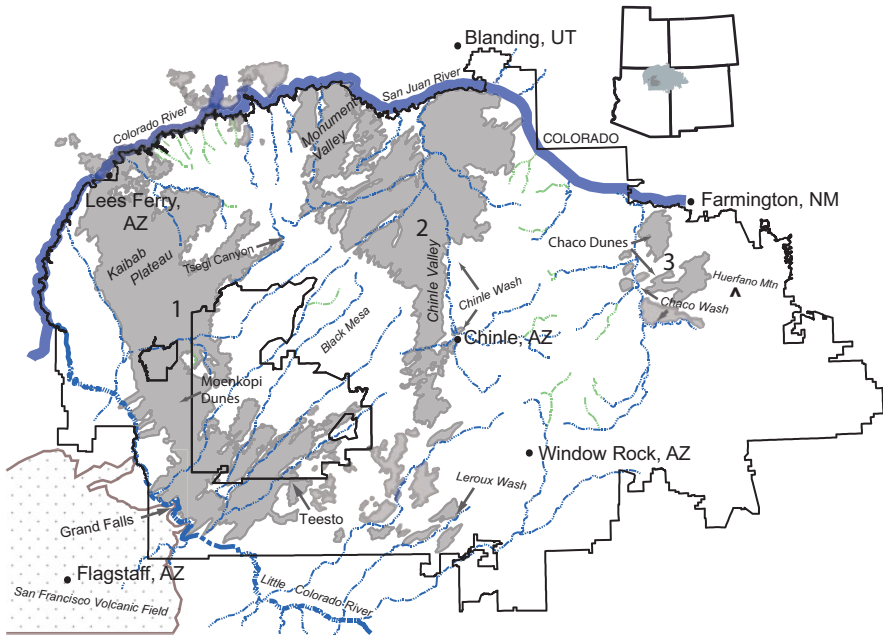 Blanding, UT
San Juan River
Colorado River
COLORADO
Monument
Valley
Lees Ferry,
AZ
Farmington, NM
Kaibab
Plateau
Tsegi Canyon
2
Chaco Dunes
3
Huerfano Mtn
^
Chinle Valley
Chinle Wash
Chaco Wash
1
Black Mesa
Chinle, AZ
Moenkopi
Dunes
Window Rock, AZ
Leroux Wash
Grand Falls
Teesto
Flagstaff, AZ
San Francisco Volcanic Field
Little Colorado River